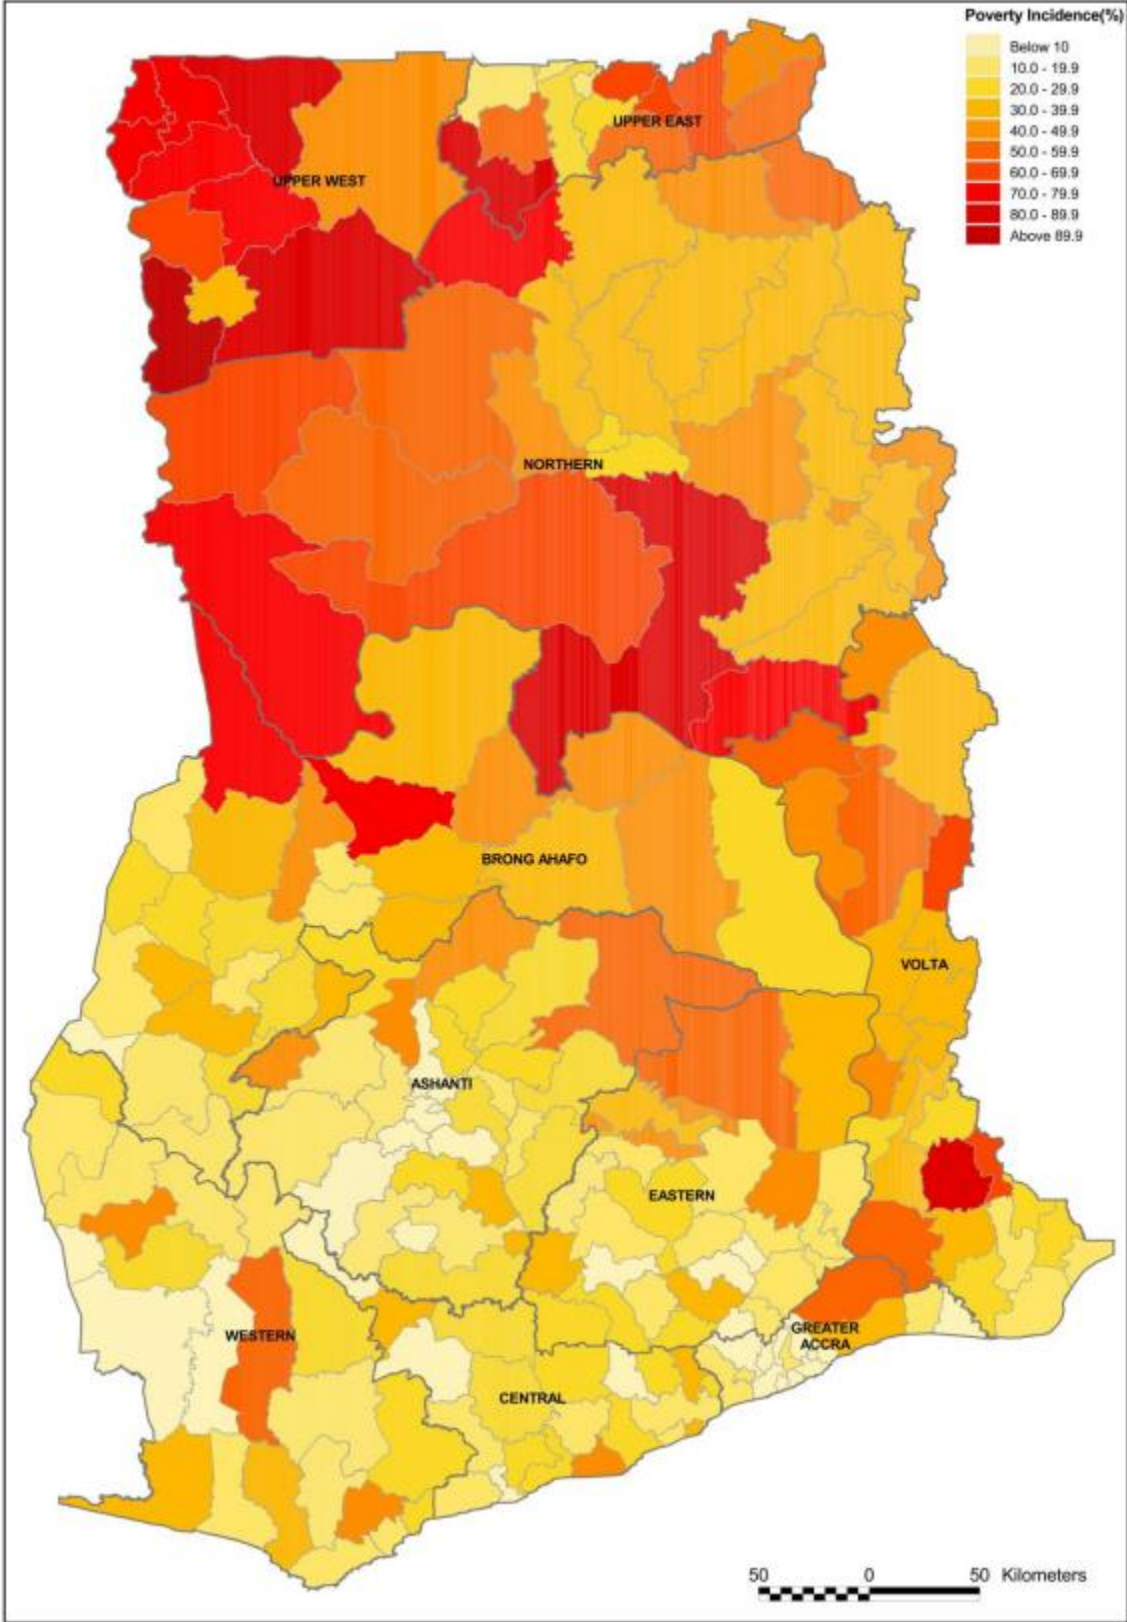 Poverty Incidence(%)
Below 10
10.0 - 19.9
20.0 - 29.9
30.0 - 39.9
40.0 - 49.9
50.0 - 59.9
60.0 - 69.9
70.0 - 79.9
80.0 - 89.9
Above 89.9
UPPER EAST
UPPER WEST
NORTHERN
BRONG AHAFO
VOLTA
ASHANTI
EASTERN
WESTERN
GREATER
ACCRA
CENTRAL
50 0 50 Kilometers